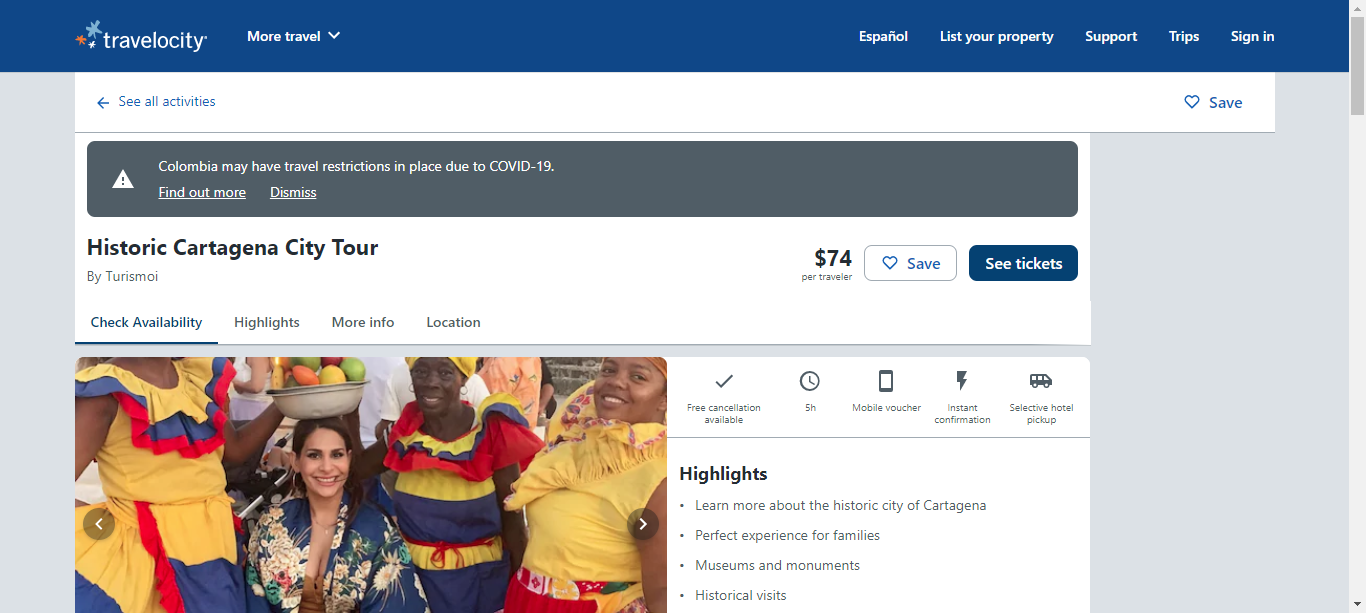 travelocity
More travel
Español
List your property
Support
Trips
Sign in
See all activities
Save
Colombia may have travel restrictions in place due to COVID-19.
Find out more
Dismiss
Historic Cartagena City Tour
By Turismoi
$74
per traveler
Save
See tickets
Check Availability
Highlights
More info
Location
Free cancellation
available
5h
Mobile voucher
Instant
confirmation
Selective hotel
pickup
Highlights
• Learn more about the historic city of Cartagena
• Perfect experience for families
• Museums and monuments
• Historical visits